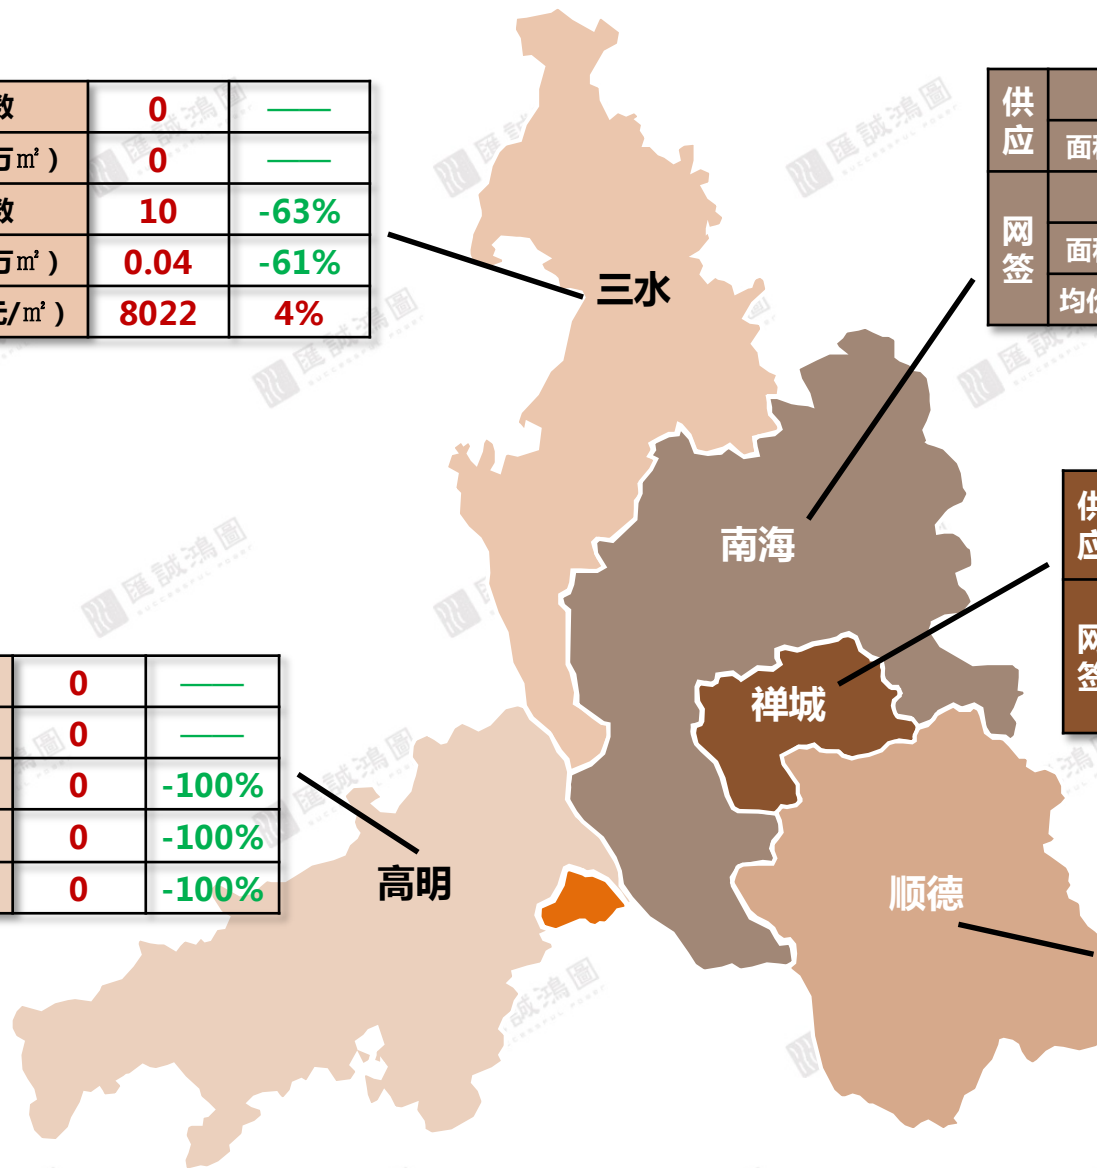 数 0 ——
万㎡) 0 ——
数 10 -63%
万㎡) 0.04 -61%
元/㎡) 8022 4%
供应
面积
网签
面积
均价
三水
南海
供应
网签
禅城
0 ——
0 ——
0 -100%
0 -100%
0 -100%
高明
顺德
匯誠鴻圖
SUCCESSFUL POWER